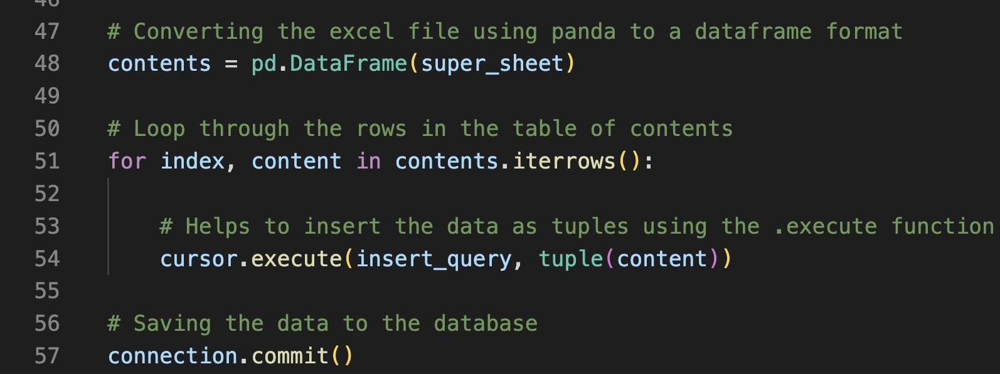 47 # Converting the excel file using panda to a dataframe format
48 contents = pd.DataFrame(super_sheet)
49
50 # Loop through the rows in the table of contents
51 for index, content in contents.iterrows():
52
53 # Helps to insert the data as tuples using the .execute function
54 cursor.execute(insert_query, tuple(content))
55
56 # Saving the data to the database
57 connection.commit()